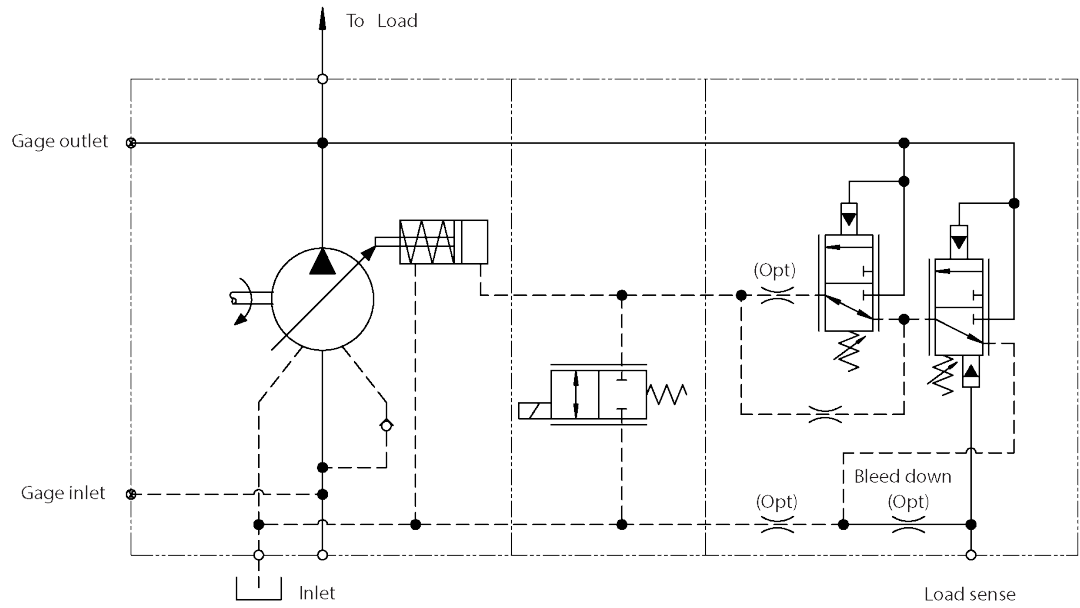 To Load
Gage outlet
(Opt)
Bleed down
Gage inlet
(Opt)
(Opt)
Inlet
Load sense